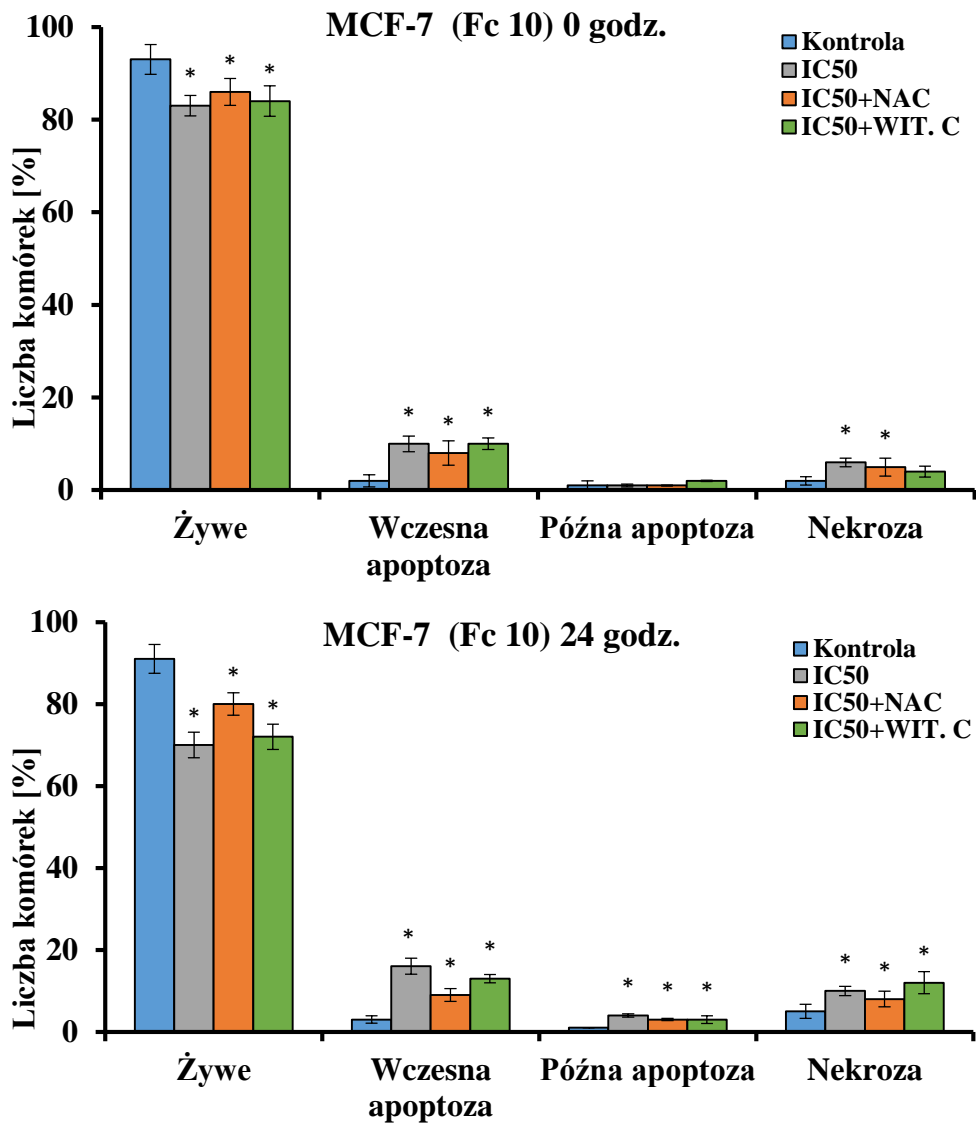 MCF-7 (Fc 10) 0 godz.
Kontrola
IC50
IC50+NAC
IC50+WIT. C
Liczba komórek [%]
100
80
60
40
20
0
* * *
* * *
* *
Żywe
Wczesna apoptoza
Późna apoptoza
Nekroza
MCF-7 (Fc 10) 24 godz.
Kontrola
IC50
IC50+NAC
IC50+WIT. C
Liczba komórek [%]
100
80
60
40
20
0
* * *
* * *
* * *
* * *
Żywe
Wczesna apoptoza
Późna apoptoza
Nekroza